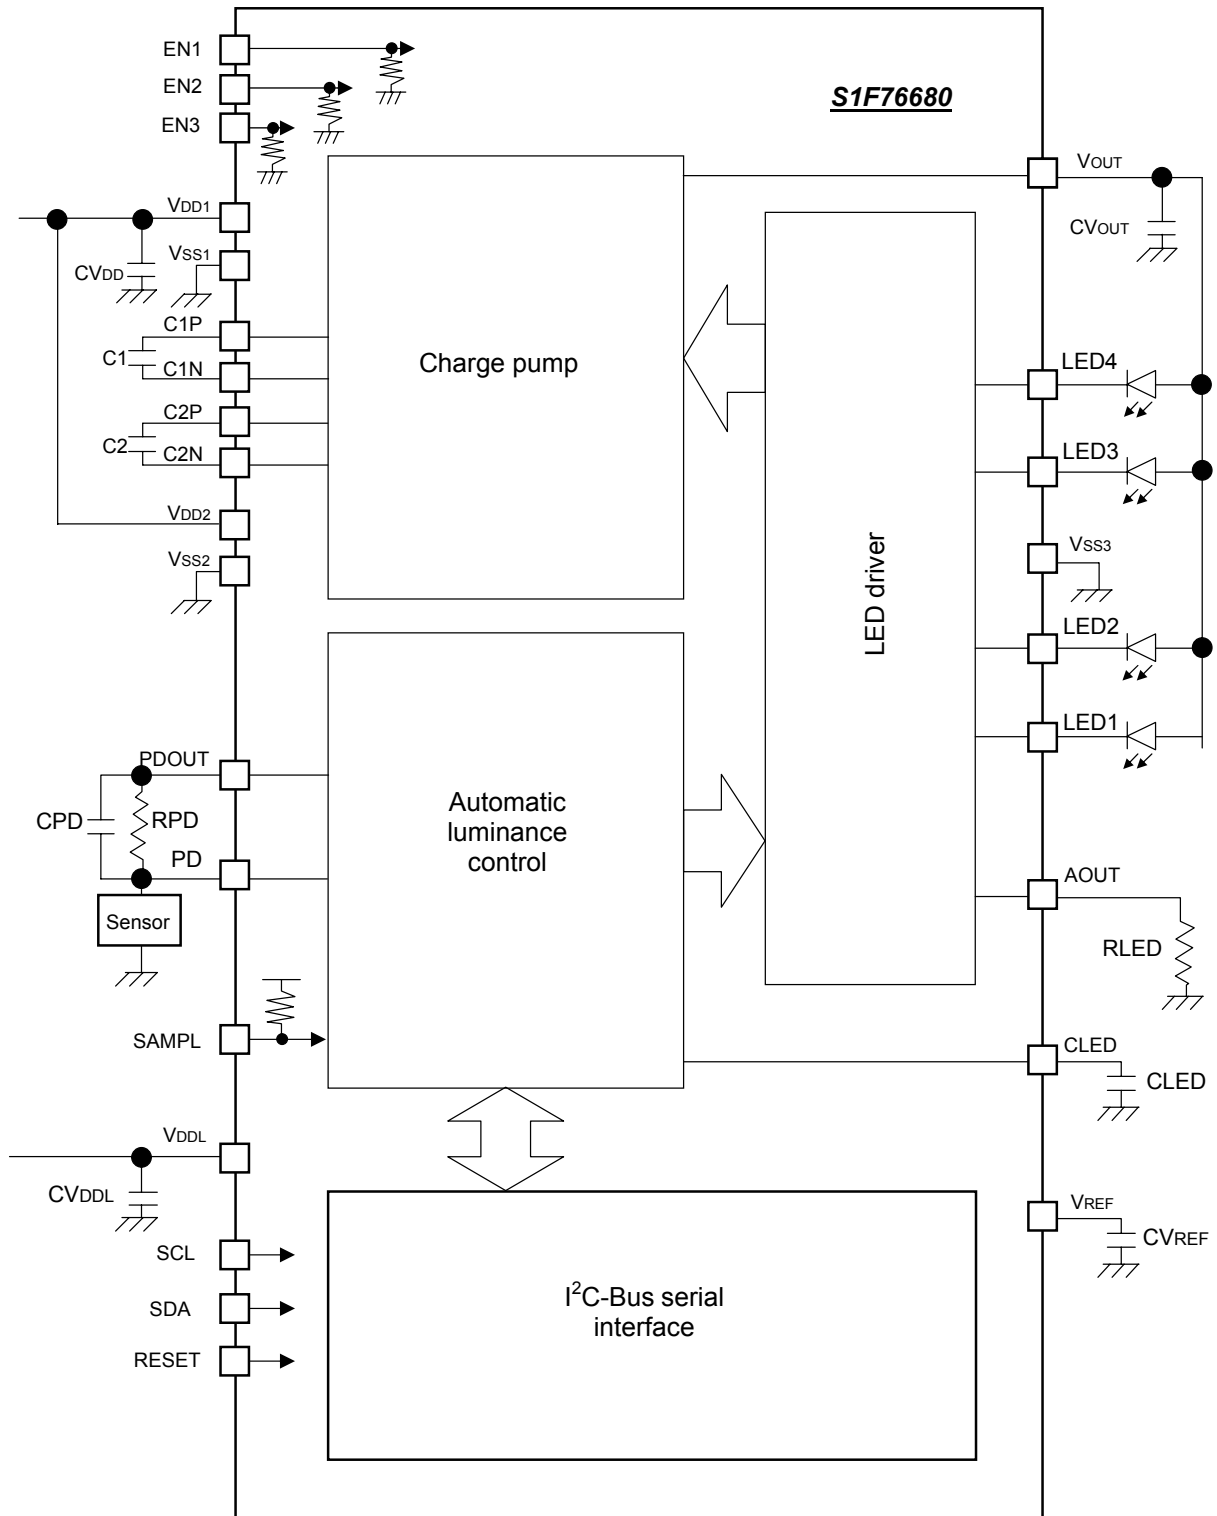 S1F76680
EN1
EN2
EN3
VDD1
CVDD
VSS1
C1P
C1
C1N
C2P
C2
C2N
VDD2
VSS2
Charge pump
LED driver
VOUT
CVOUT
LED4
LED3
VSS3
LED2
LED1
PDOUT
CPD
RPD
PD
Sensor
Automatic
luminance
control
AOUT
RLED
SAMPL
CLED
CLED
VDDL
CVDDL
VREF
CVREF
SCL
SDA
RESET
I²C-Bus serial
interface